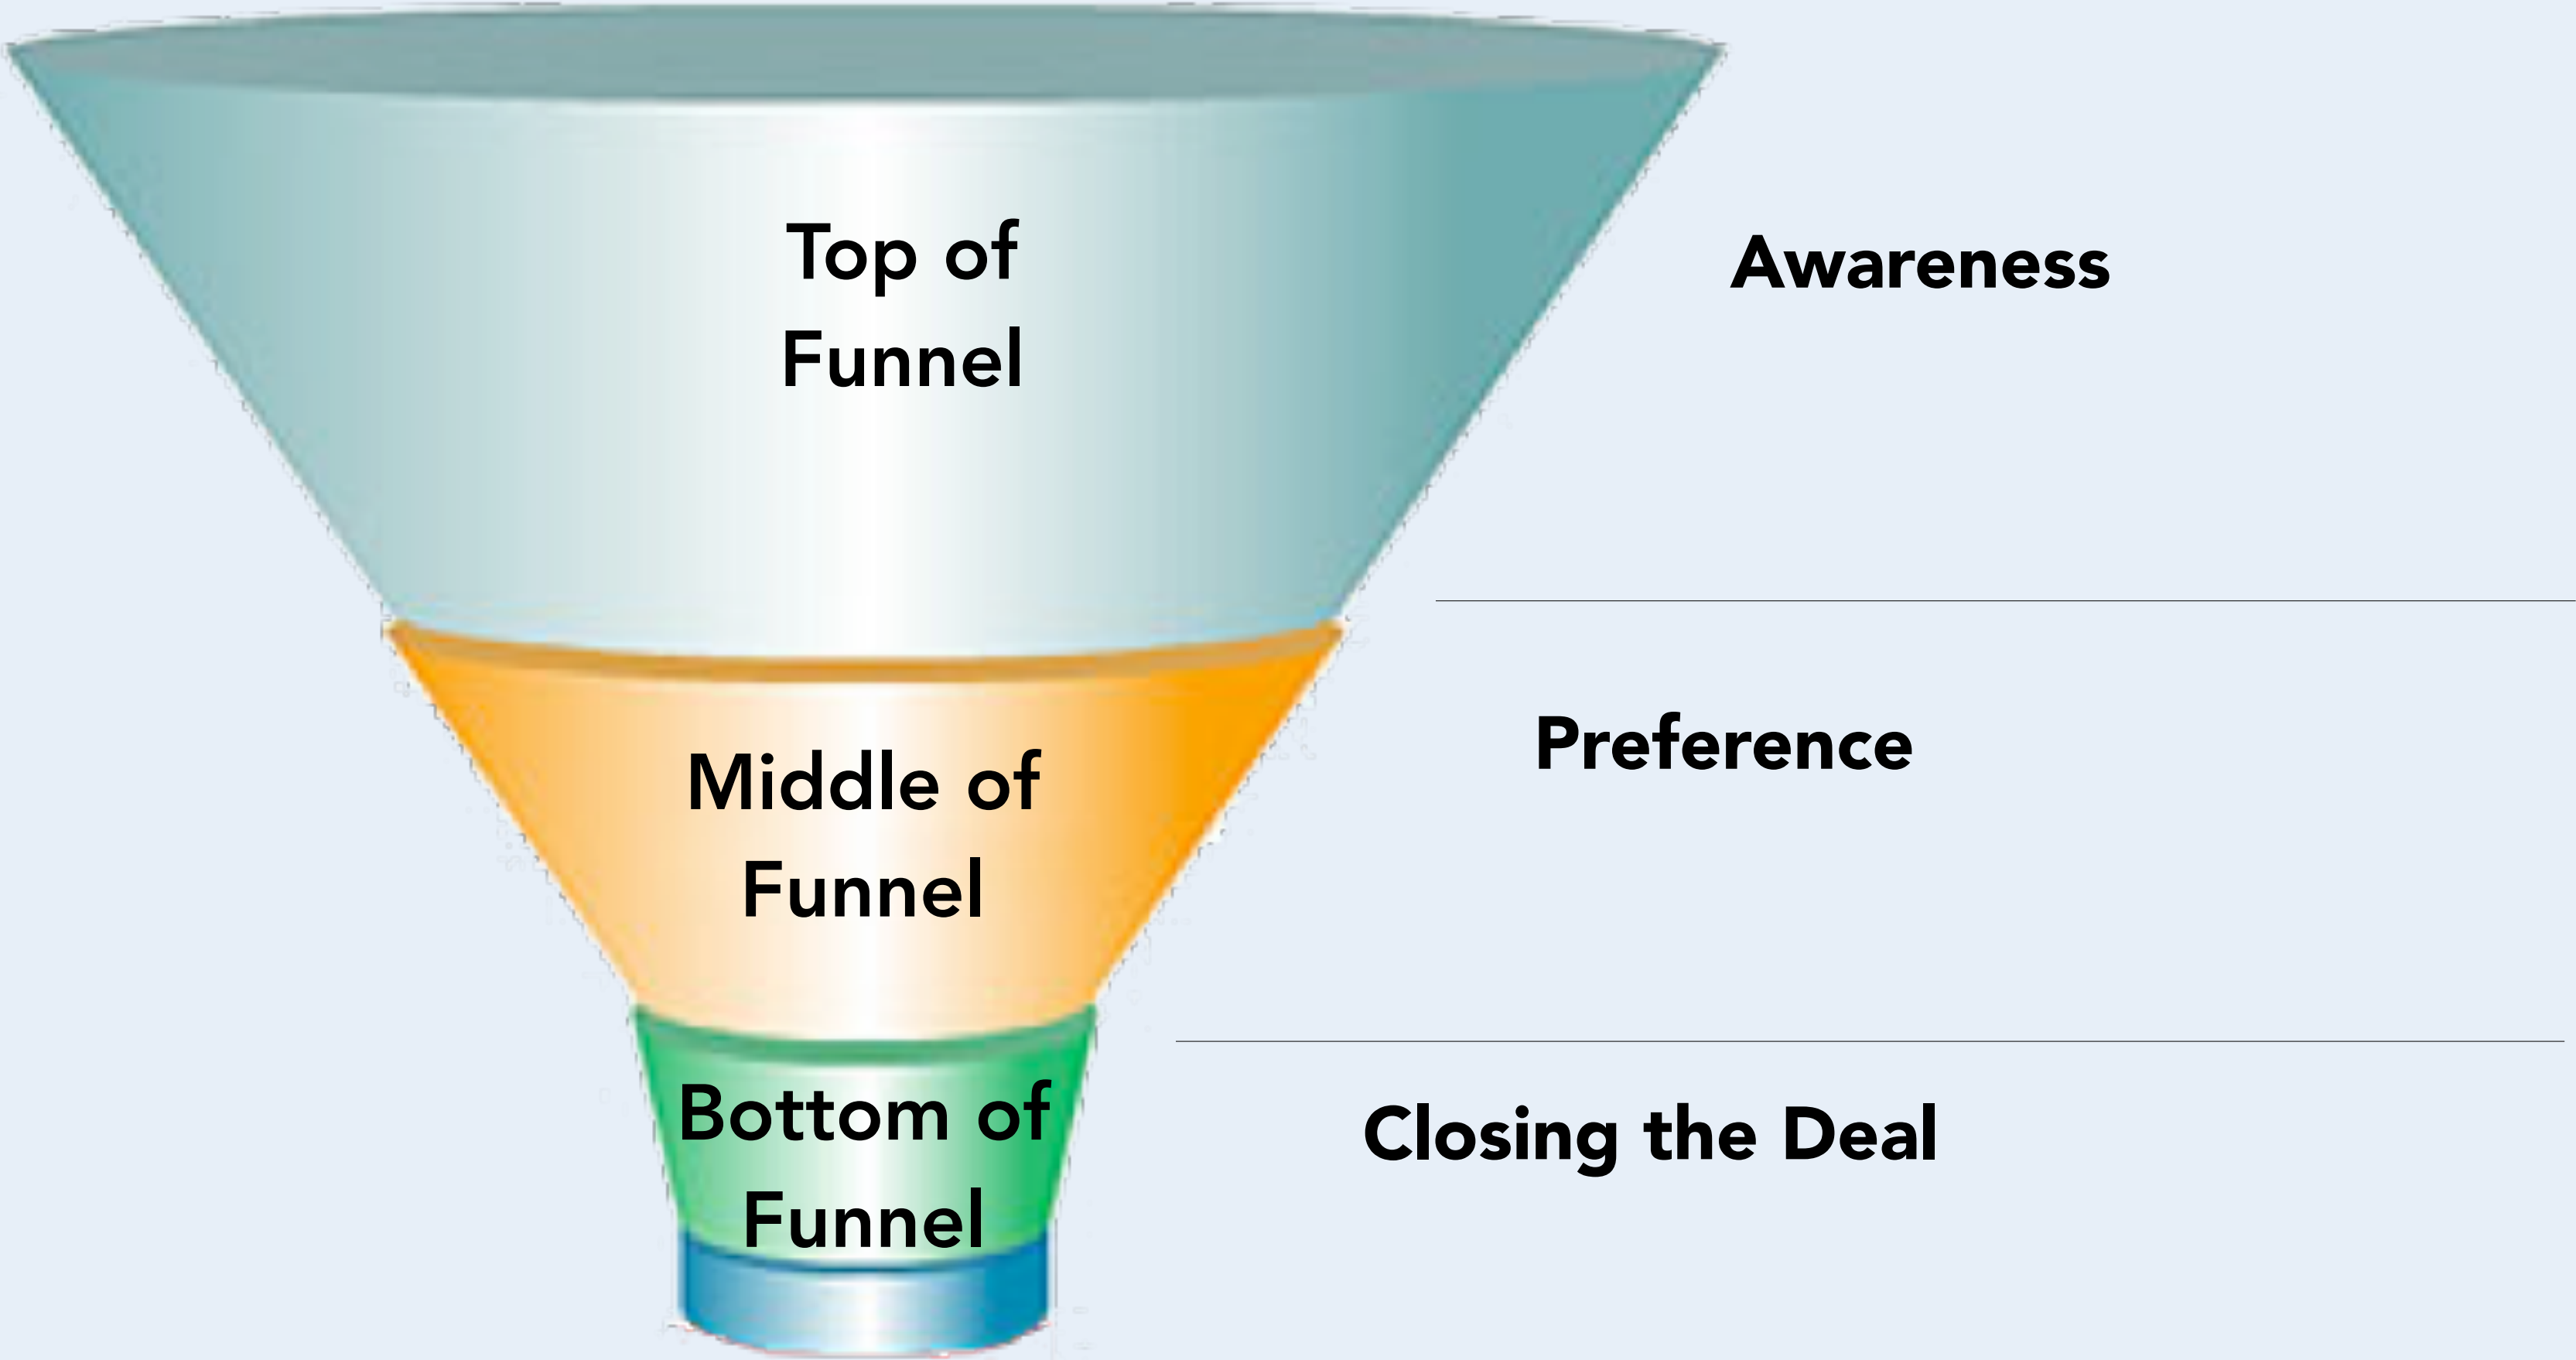 Top of
Funnel
Awareness
Middle of
Funnel
Preference
Bottom of
Funnel
Closing the Deal